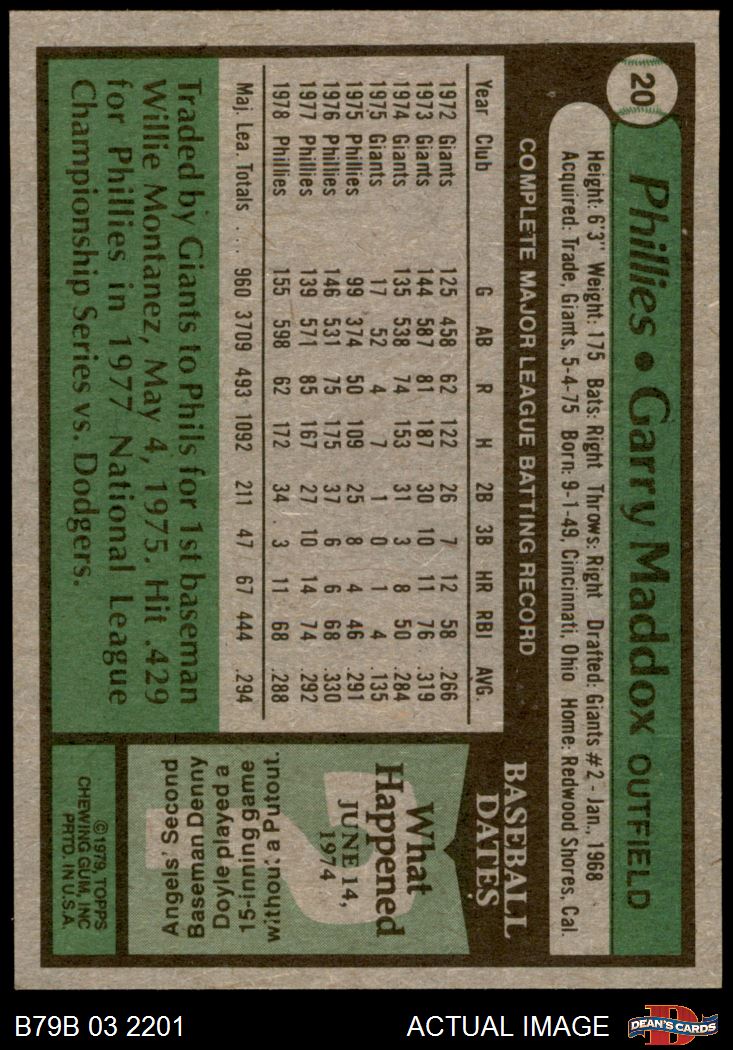 20
Phillies • Garry Maddox OUTFIELD
Height: 6'3" Weight: 175 Bats: Right Throws: Right Drafted: Giants #2 - Jan., 1968
Acquired: Trade, Giants, 5-4-75 Born: 9-1-49, Cincinnati, Ohio Home: Redwood Shores, Cal.
COMPLETE MAJOR LEAGUE BATTING RECORD
Year Club G AB R H 2B 3B HR RBI AVG.
1972 Giants 125 458 62 122 26 7 12 58 .266
1973 Giants 144 587 81 187 30 10 11 76 .319
1974 Giants 135 538 74 153 31 3 8 50 .284
1975 Giants 17 52 4 7 1 0 1 4 .135
1975 Phillies 99 374 50 109 25 8 4 46 .291
1976 Phillies 146 531 75 175 37 6 6 68 .330
1977 Phillies 139 571 85 167 27 10 14 74 .292
1978 Phillies 155 598 62 172 34 3 11 68 .288
Maj. Lea. Totals . . . 960 3709 493 1092 211 47 67 444 .294
Traded by Giants to Phils for 1st baseman
Willie Montanez, May 4, 1975. Hit .429
for Phillies in 1977 National League
Championship Series vs. Dodgers.
BASEBALL
DATES
What
Happened
JUNE 14,
1974
?
Angels' Second
Baseman Denny
Doyle played a
15-inning game
without a Putout.
©1979, TOPPS
CHEWING GUM, INC
PRTD. IN U.S.A.
B79B 03 2201
ACTUAL IMAGE
D
DEAN'S CARDS